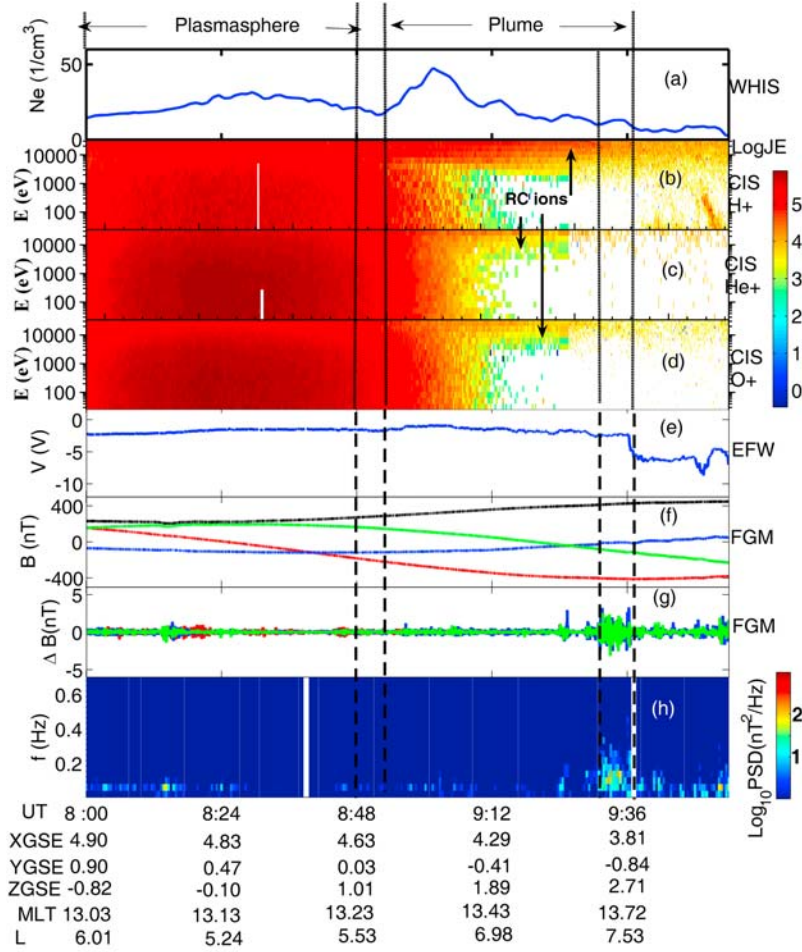 Plasmasphere Plume
Ne (1/cm³)
50
0
(a)
WHIS
E (eV)
10000
1000
100
(b)
LogJE
CIS
H+
RC ions
E (eV)
10000
1000
100
(c)
CIS
He+
E (eV)
10000
1000
100
(d)
CIS
O+
5
4
3
2
1
0
V (V)
0
-5
-10
(e)
EFW
B (nT)
400
0
-400
(f)
FGM
Δ B(nT)
5
0
-5
(g)
FGM
f (Hz)
0.6
0.4
0.2
(h)
2
1
Log₁₀PSD(nT²/Hz)
UT 8:00 8:24 8:48 9:12 9:36
XGSE 4.90 4.83 4.63 4.29 3.81
YGSE 0.90 0.47 0.03 -0.41 -0.84
ZGSE -0.82 -0.10 1.01 1.89 2.71
MLT 13.03 13.13 13.23 13.43 13.72
L 6.01 5.24 5.53 6.98 7.53